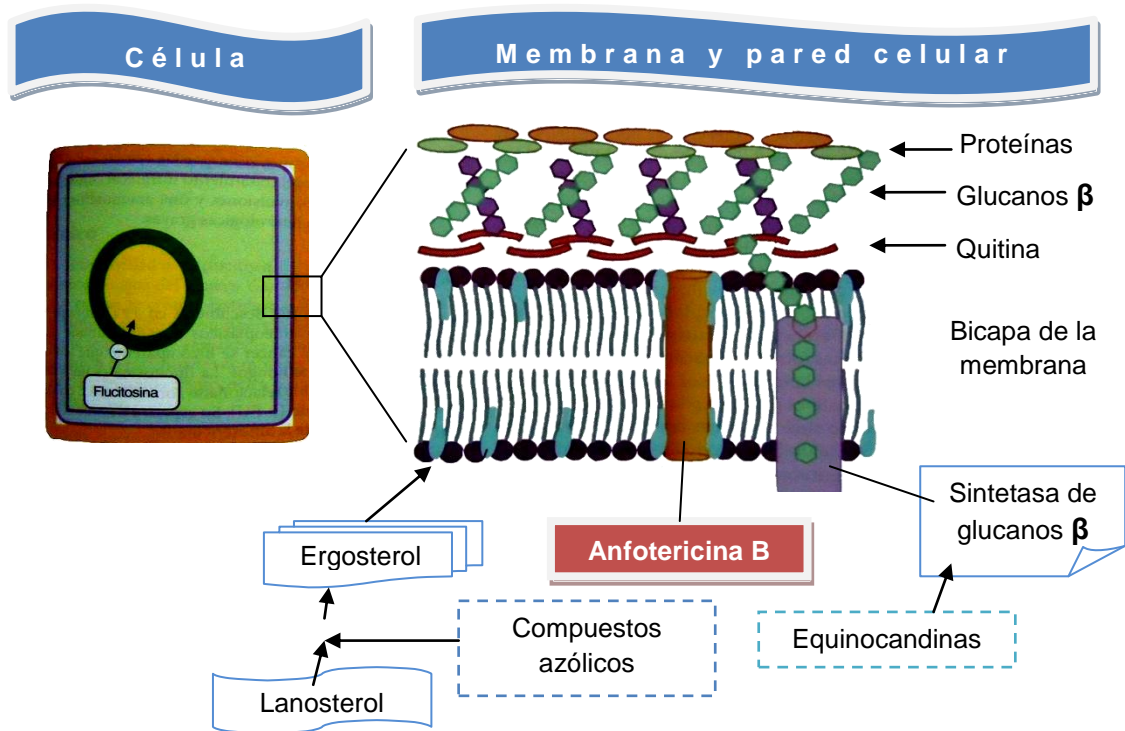 Célula
Membrana y pared celular
Proteínas
Glucanos β
Quitina
Bicapa de la
membrana
Flucitosina
Sintetasa de
glucanos β
Ergosterol
Anfotericina B
Compuestos
azólicos
Equinocandinas
Lanosterol